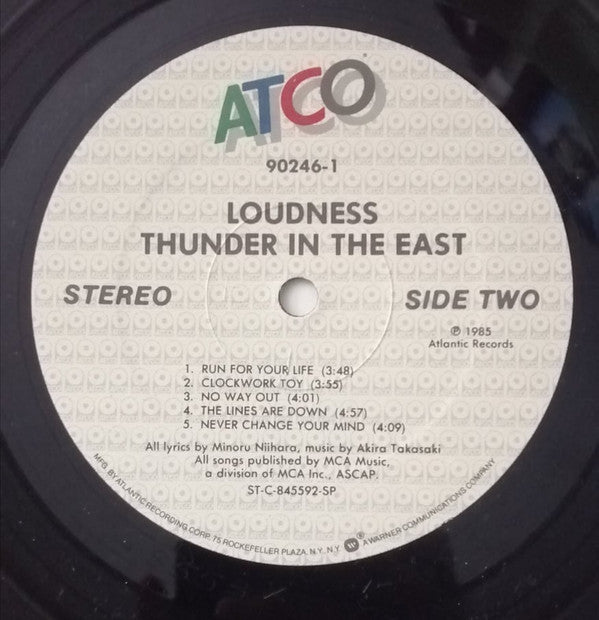 ATCO
90246-1
LOUDNESS
THUNDER IN THE EAST
STEREO
SIDE TWO
℗ 1985
Atlantic Records
1. RUN FOR YOUR LIFE (3:48)
2. CLOCKWORK TOY (3:55)
3. NO WAY OUT (4:01)
4. THE LINES ARE DOWN (4:57)
5. NEVER CHANGE YOUR MIND (4:09)
All lyrics by Minoru Niihara, music by Akira Takasaki
All songs published by MCA Music,
a division of MCA Inc., ASCAP.
ST-C-845592-SP
MFG. BY ATLANTIC RECORDING CORP. 75 ROCKEFELLER PLAZA, N.Y., N.Y. A WARNER COMMUNICATIONS COMPANY